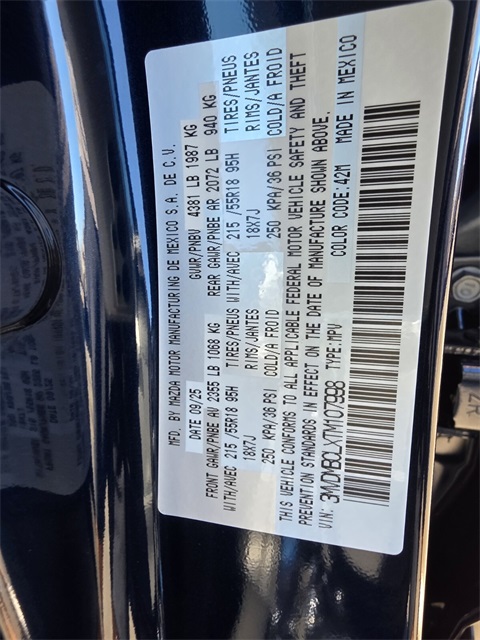 MFD. BY MAZDA MOTOR MANUFACTURING DE MEXICO S.A. DE C.V.
DATE 09/25 GVWR/PNBV 4381 LB 1987 KG
FRONT GAWR/PNBE AV 2355 LB 1068 KG REAR GAWR/PNBE AR 2072 LB 940 KG
WITH/AVEC 215 /55R18 95H TIRES/PNEUS WITH/AVEC 215 /55R18 95H TIRES/PNEUS
18X7J RIMS/JANTES 18X7J RIMS/JANTES
250 KPA/36 PSI COLD/A FROID 250 KPA/36 PSI COLD/A FROID
THIS VEHICLE CONFORMS TO ALL APPLICABLE FEDERAL MOTOR VEHICLE SAFETY AND THEFT
PREVENTION STANDARDS IN EFFECT ON THE DATE OF MANUFACTURE SHOWN ABOVE.
VIN: 3MVDMBCLXTM107998 TYPE: MPV COLOR CODE: 42M MADE IN MEXICO